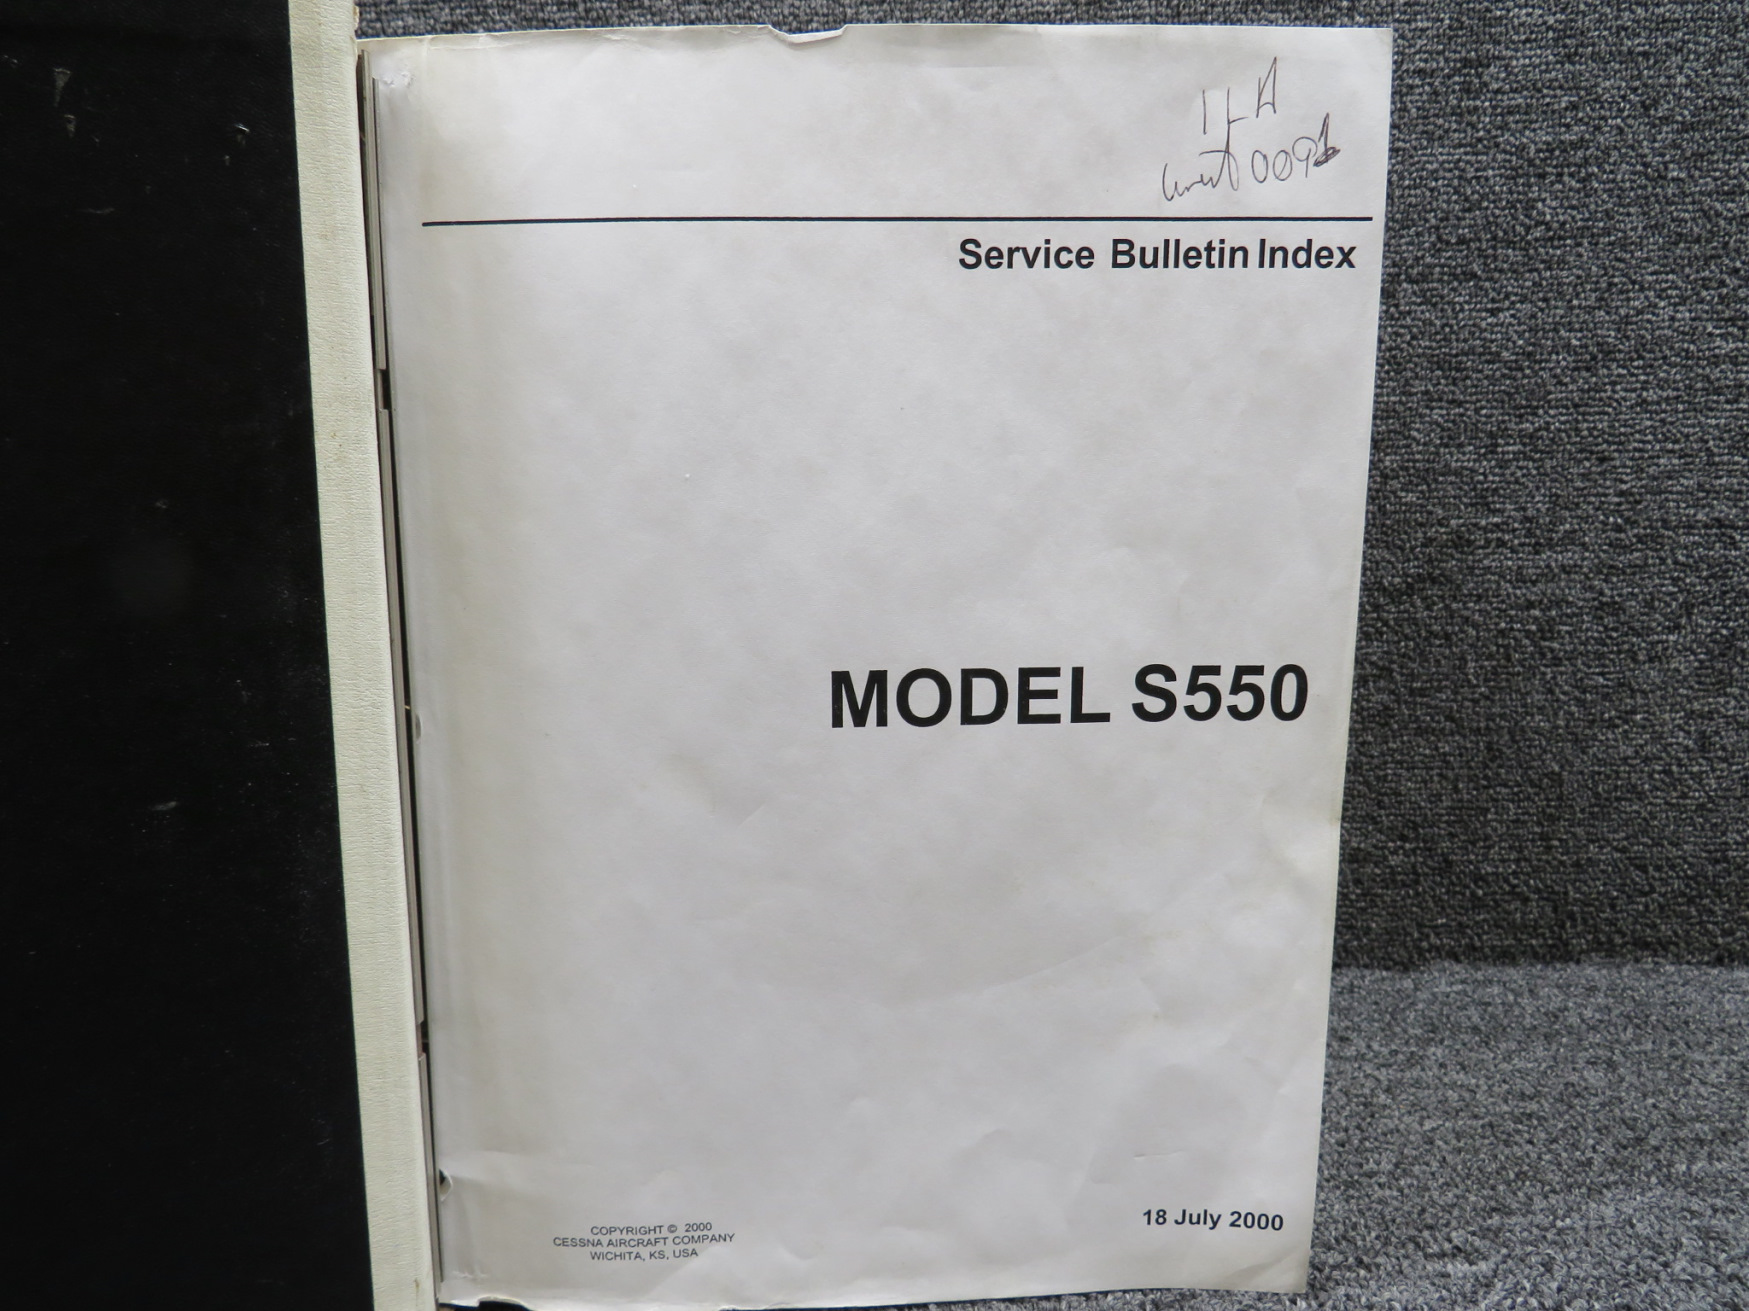 Service Bulletin Index
MODEL S550
18 July 2000
COPYRIGHT © 2000
CESSNA AIRCRAFT COMPANY
WICHITA, KS, USA